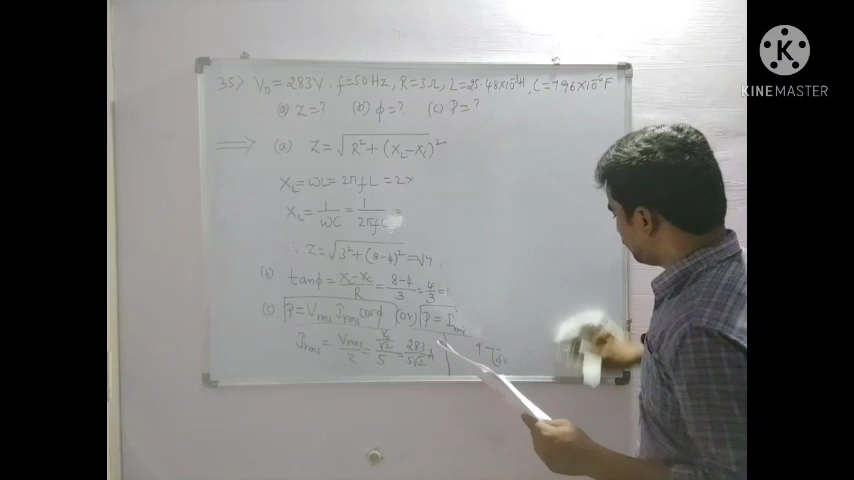 35> V₀ = 283V. f=50Hz, R=3Ω, L=25.48×10⁻³H, C=796×10⁻⁶F
(a) Z=? (b) φ=? (c) P=?
⟹ (a) Z = √R² + (X_L−X_C)²
X_L = ωL = 2πfL = 2×
X_C = 1/ωC = 1/2πfC =
∴ Z = √3² + (8−4)² = √
(b) tanφ = X_L−X_C/R = 8−4/3 = 4/3 =
(c) P = V_rms I_rms cosφ (or) P = I_rms
I_rms = V_rms/Z = V₀/√2/5 = 283/5√2 A
K
KINEMASTER